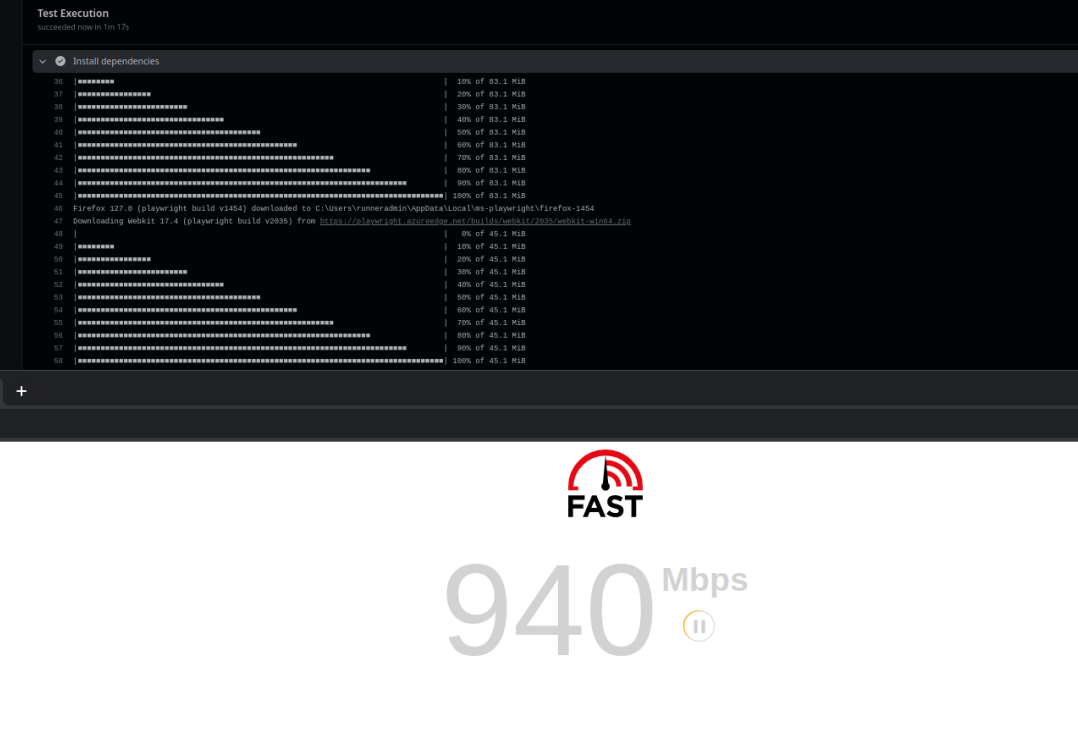 Test Execution
succeeded now in 1m 17s
Install dependencies
36 | | 10% of 83.1 MiB
37 | | 20% of 83.1 MiB
38 | | 30% of 83.1 MiB
39 | | 40% of 83.1 MiB
40 | | 50% of 83.1 MiB
41 | | 60% of 83.1 MiB
42 | | 70% of 83.1 MiB
43 | | 80% of 83.1 MiB
44 | | 90% of 83.1 MiB
45 | | 100% of 83.1 MiB
46 Firefox 127.0 (playwright build v1454) downloaded to C:\Users\runneradmin\AppData\Local\ms-playwright\firefox-1454
47 Downloading Webkit 17.4 (playwright build v2035) from https://playwright.azureedge.net/builds/webkit/2035/webkit-win64.zip
48 | | 0% of 45.1 MiB
49 | | 10% of 45.1 MiB
50 | | 20% of 45.1 MiB
51 | | 30% of 45.1 MiB
52 | | 40% of 45.1 MiB
53 | | 50% of 45.1 MiB
54 | | 60% of 45.1 MiB
55 | | 70% of 45.1 MiB
56 | | 80% of 45.1 MiB
57 | | 90% of 45.1 MiB
58 | | 100% of 45.1 MiB
+
FAST
940 Mbps